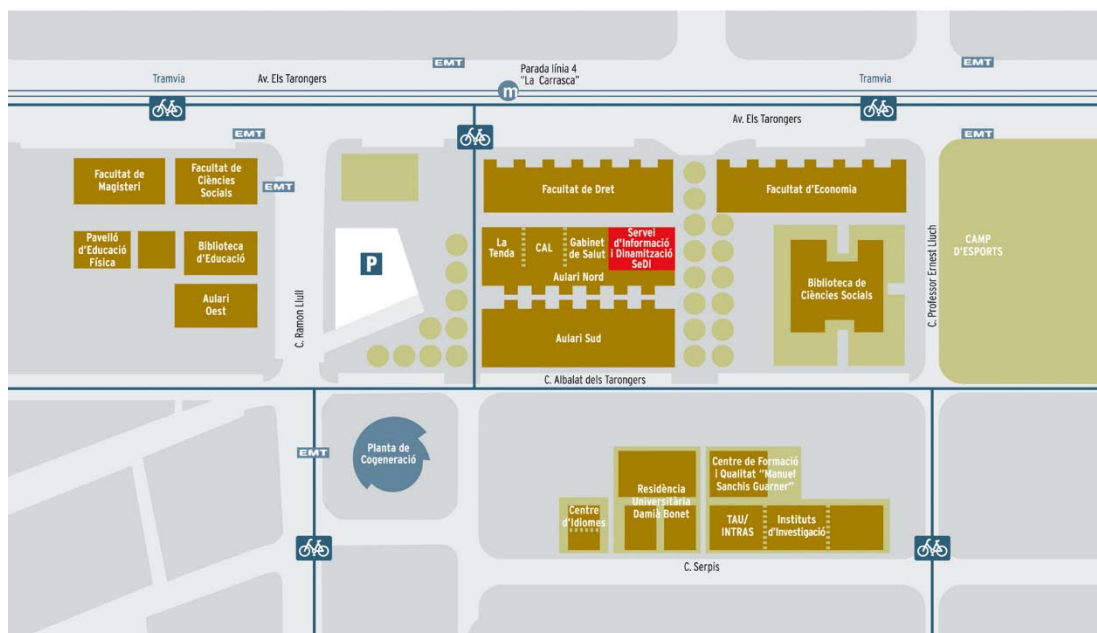 EMT
Parada línia 4
"La Carrasca"
EMT
Tramvia
Av. Els Tarongers
Tramvia
m
Av. Els Tarongers
EMT
EMT
Facultat de
Magisteri
Facultat de
Ciències
Socials
EMT
Facultat de Dret
Facultat d'Economia
Pavelló
d'Educació
Física
Biblioteca
d'Educació
P
La
Tenda
CAL
Gabinet
de Salut
Servei
d'Informació
i Dinamització
SeDI
Aulari Nord
Biblioteca de
Ciències Socials
C. Professor Ernest Lluch
CAMP
D'ESPORTS
Aulari
Oest
C. Ramon Llull
Aulari Sud
C. Albalat dels Tarongers
EMT
Planta de
Cogeneració
Centre
d'Idiomes
Residència
Universitària
Damià Bonet
Centre de Formació
i Qualitat "Manuel
Sanchis Guarner"
TAU/
INTRAS
Instituts
d'Investigació
C. Serpis